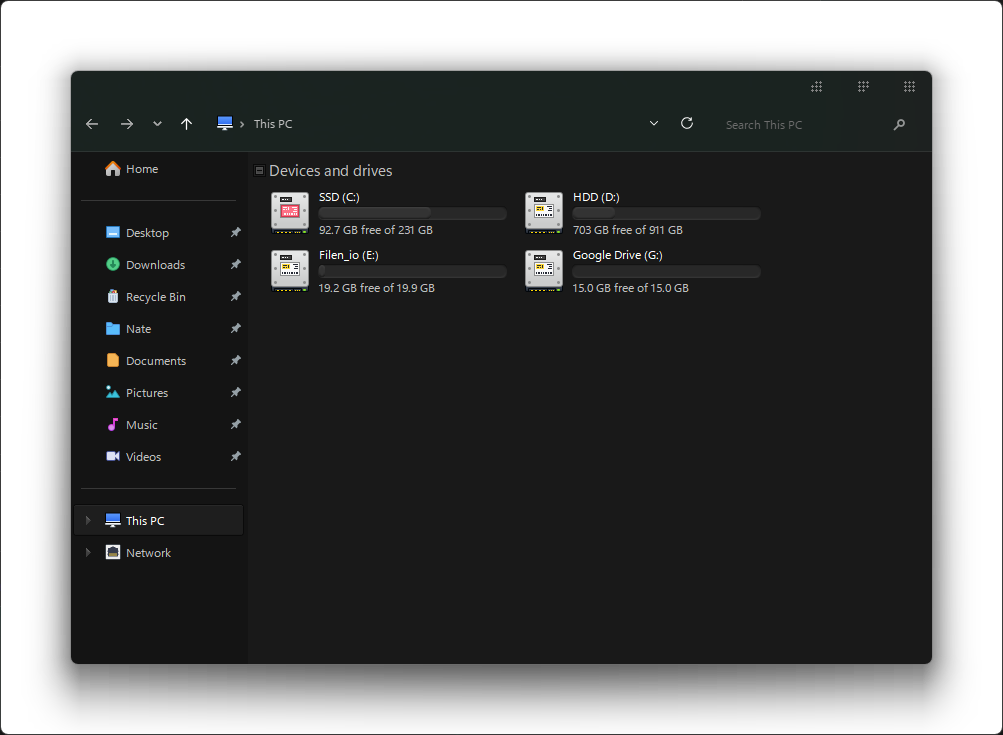 This PC
Search This PC
Home
Desktop
Downloads
Recycle Bin
Nate
Documents
Pictures
Music
Videos
This PC
Network
Devices and drives
SSD (C:)
92.7 GB free of 231 GB
HDD (D:)
703 GB free of 911 GB
Filen_io (E:)
19.2 GB free of 19.9 GB
Google Drive (G:)
15.0 GB free of 15.0 GB